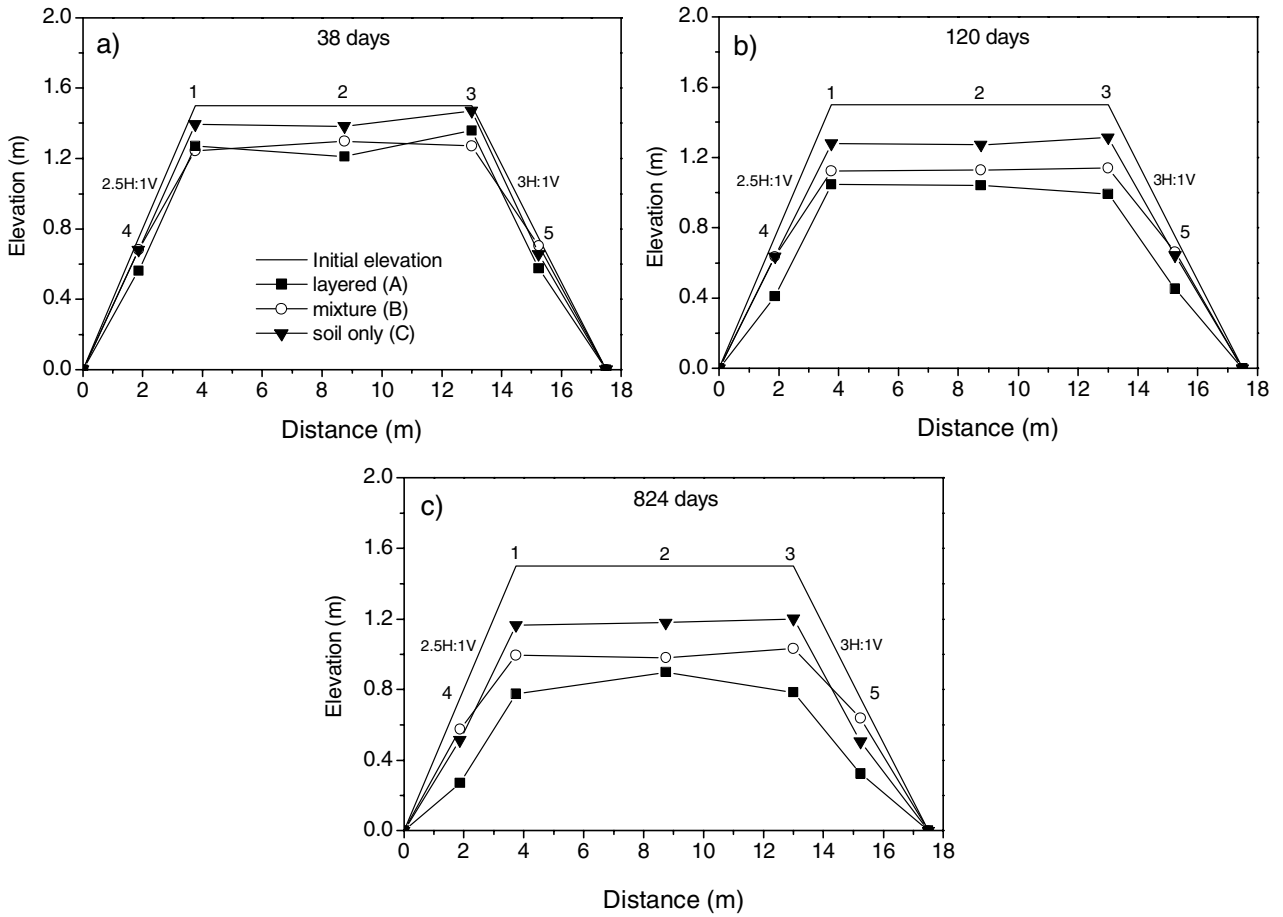 a)
38 days
2.0
1.6
1.2
0.8
0.4
0.0
Elevation (m)
1
2
3
2.5H:1V
3H:1V
4
5
Initial elevation
layered (A)
mixture (B)
soil only (C)
0 2 4 6 8 10 12 14 16 18
Distance (m)
b)
120 days
2.0
1.6
1.2
0.8
0.4
0.0
Elevation (m)
1
2
3
2.5H:1V
3H:1V
4
5
0 2 4 6 8 10 12 14 16 18
Distance (m)
c)
824 days
2.0
1.6
1.2
0.8
0.4
0.0
Elevation (m)
1
2
3
2.5H:1V
3H:1V
4
5
0 2 4 6 8 10 12 14 16 18
Distance (m)